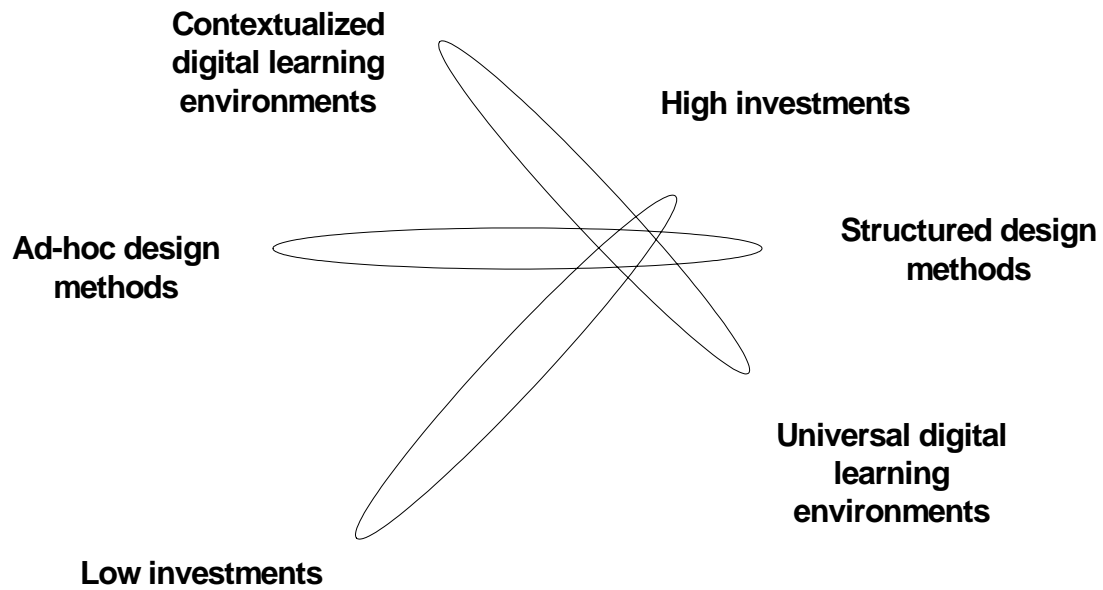 Contextualized
digital learning
environments
High investments
Ad-hoc design
methods
Structured design
methods
Universal digital
learning
environments
Low investments